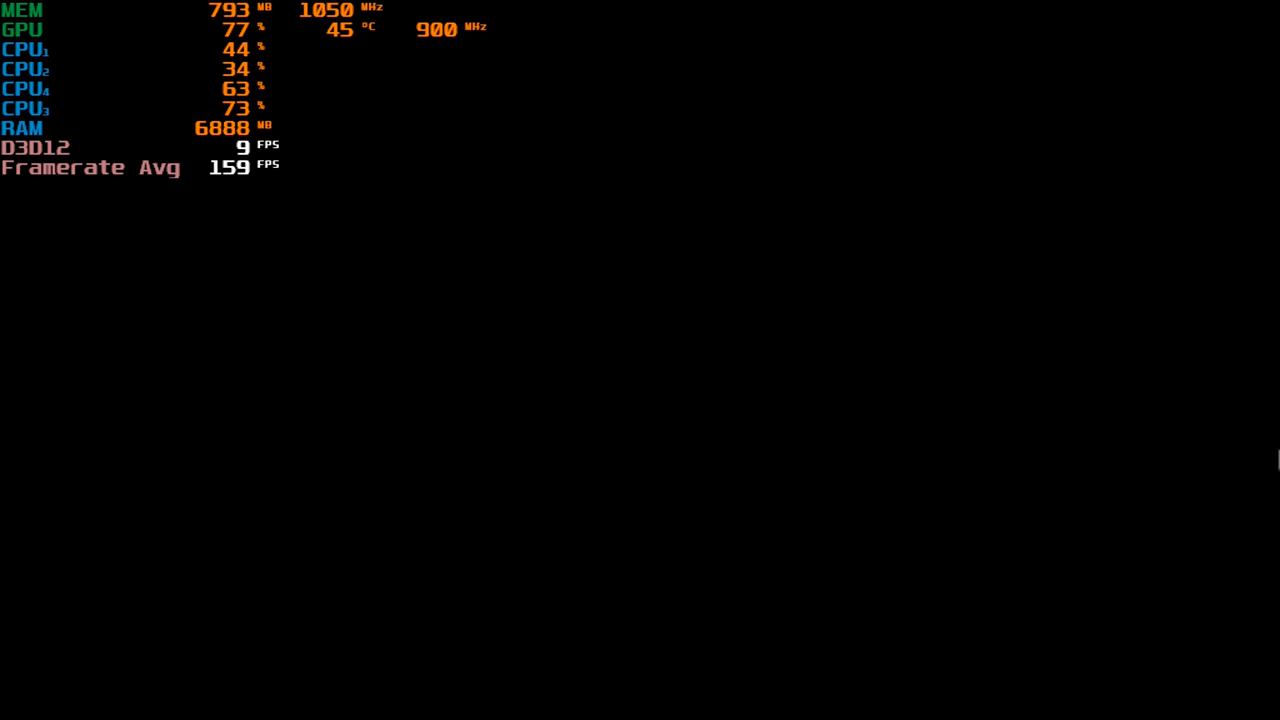 MEM 793 MB 1050 MHz
GPU 77 % 45 °C 900 MHz
CPU₁ 44 %
CPU₂ 34 %
CPU₄ 63 %
CPU₃ 73 %
RAM 6888 MB
D3D12 9 FPS
Framerate Avg 159 FPS